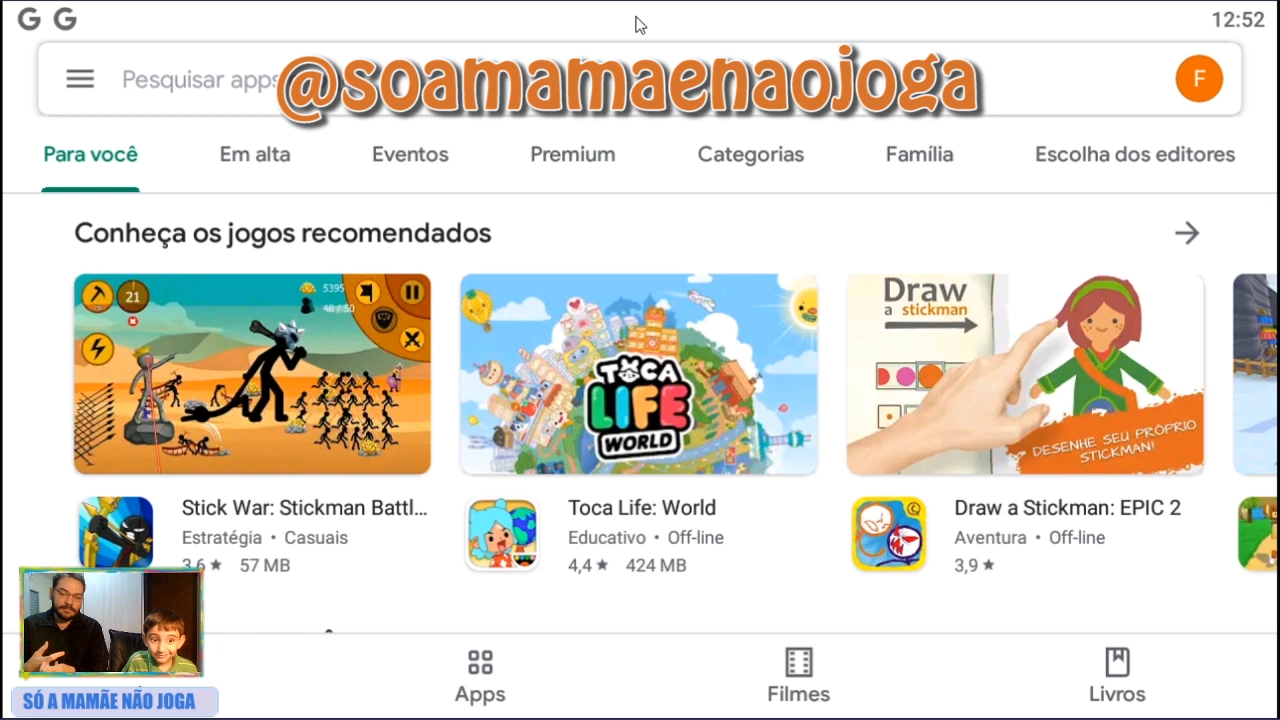 G G
12:52
Pesquisar apps
@soamamaenaojoga
F
Para você
Em alta
Eventos
Premium
Categorias
Família
Escolha dos editores
Conheça os jogos recomendados
21
5395
48 / 50
TOCA
LIFE
WORLD
Draw
a stickman
DESENHE SEU PRÓPRIO
STICKMAN!
Stick War: Stickman Battl...
Estratégia • Casuais
3,6 ★ 57 MB
Toca Life: World
Educativo • Off-line
4,4 ★ 424 MB
Draw a Stickman: EPIC 2
Aventura • Off-line
3,9 ★
Apps
Filmes
Livros
SÓ A MAMÃE NÃO JOGA